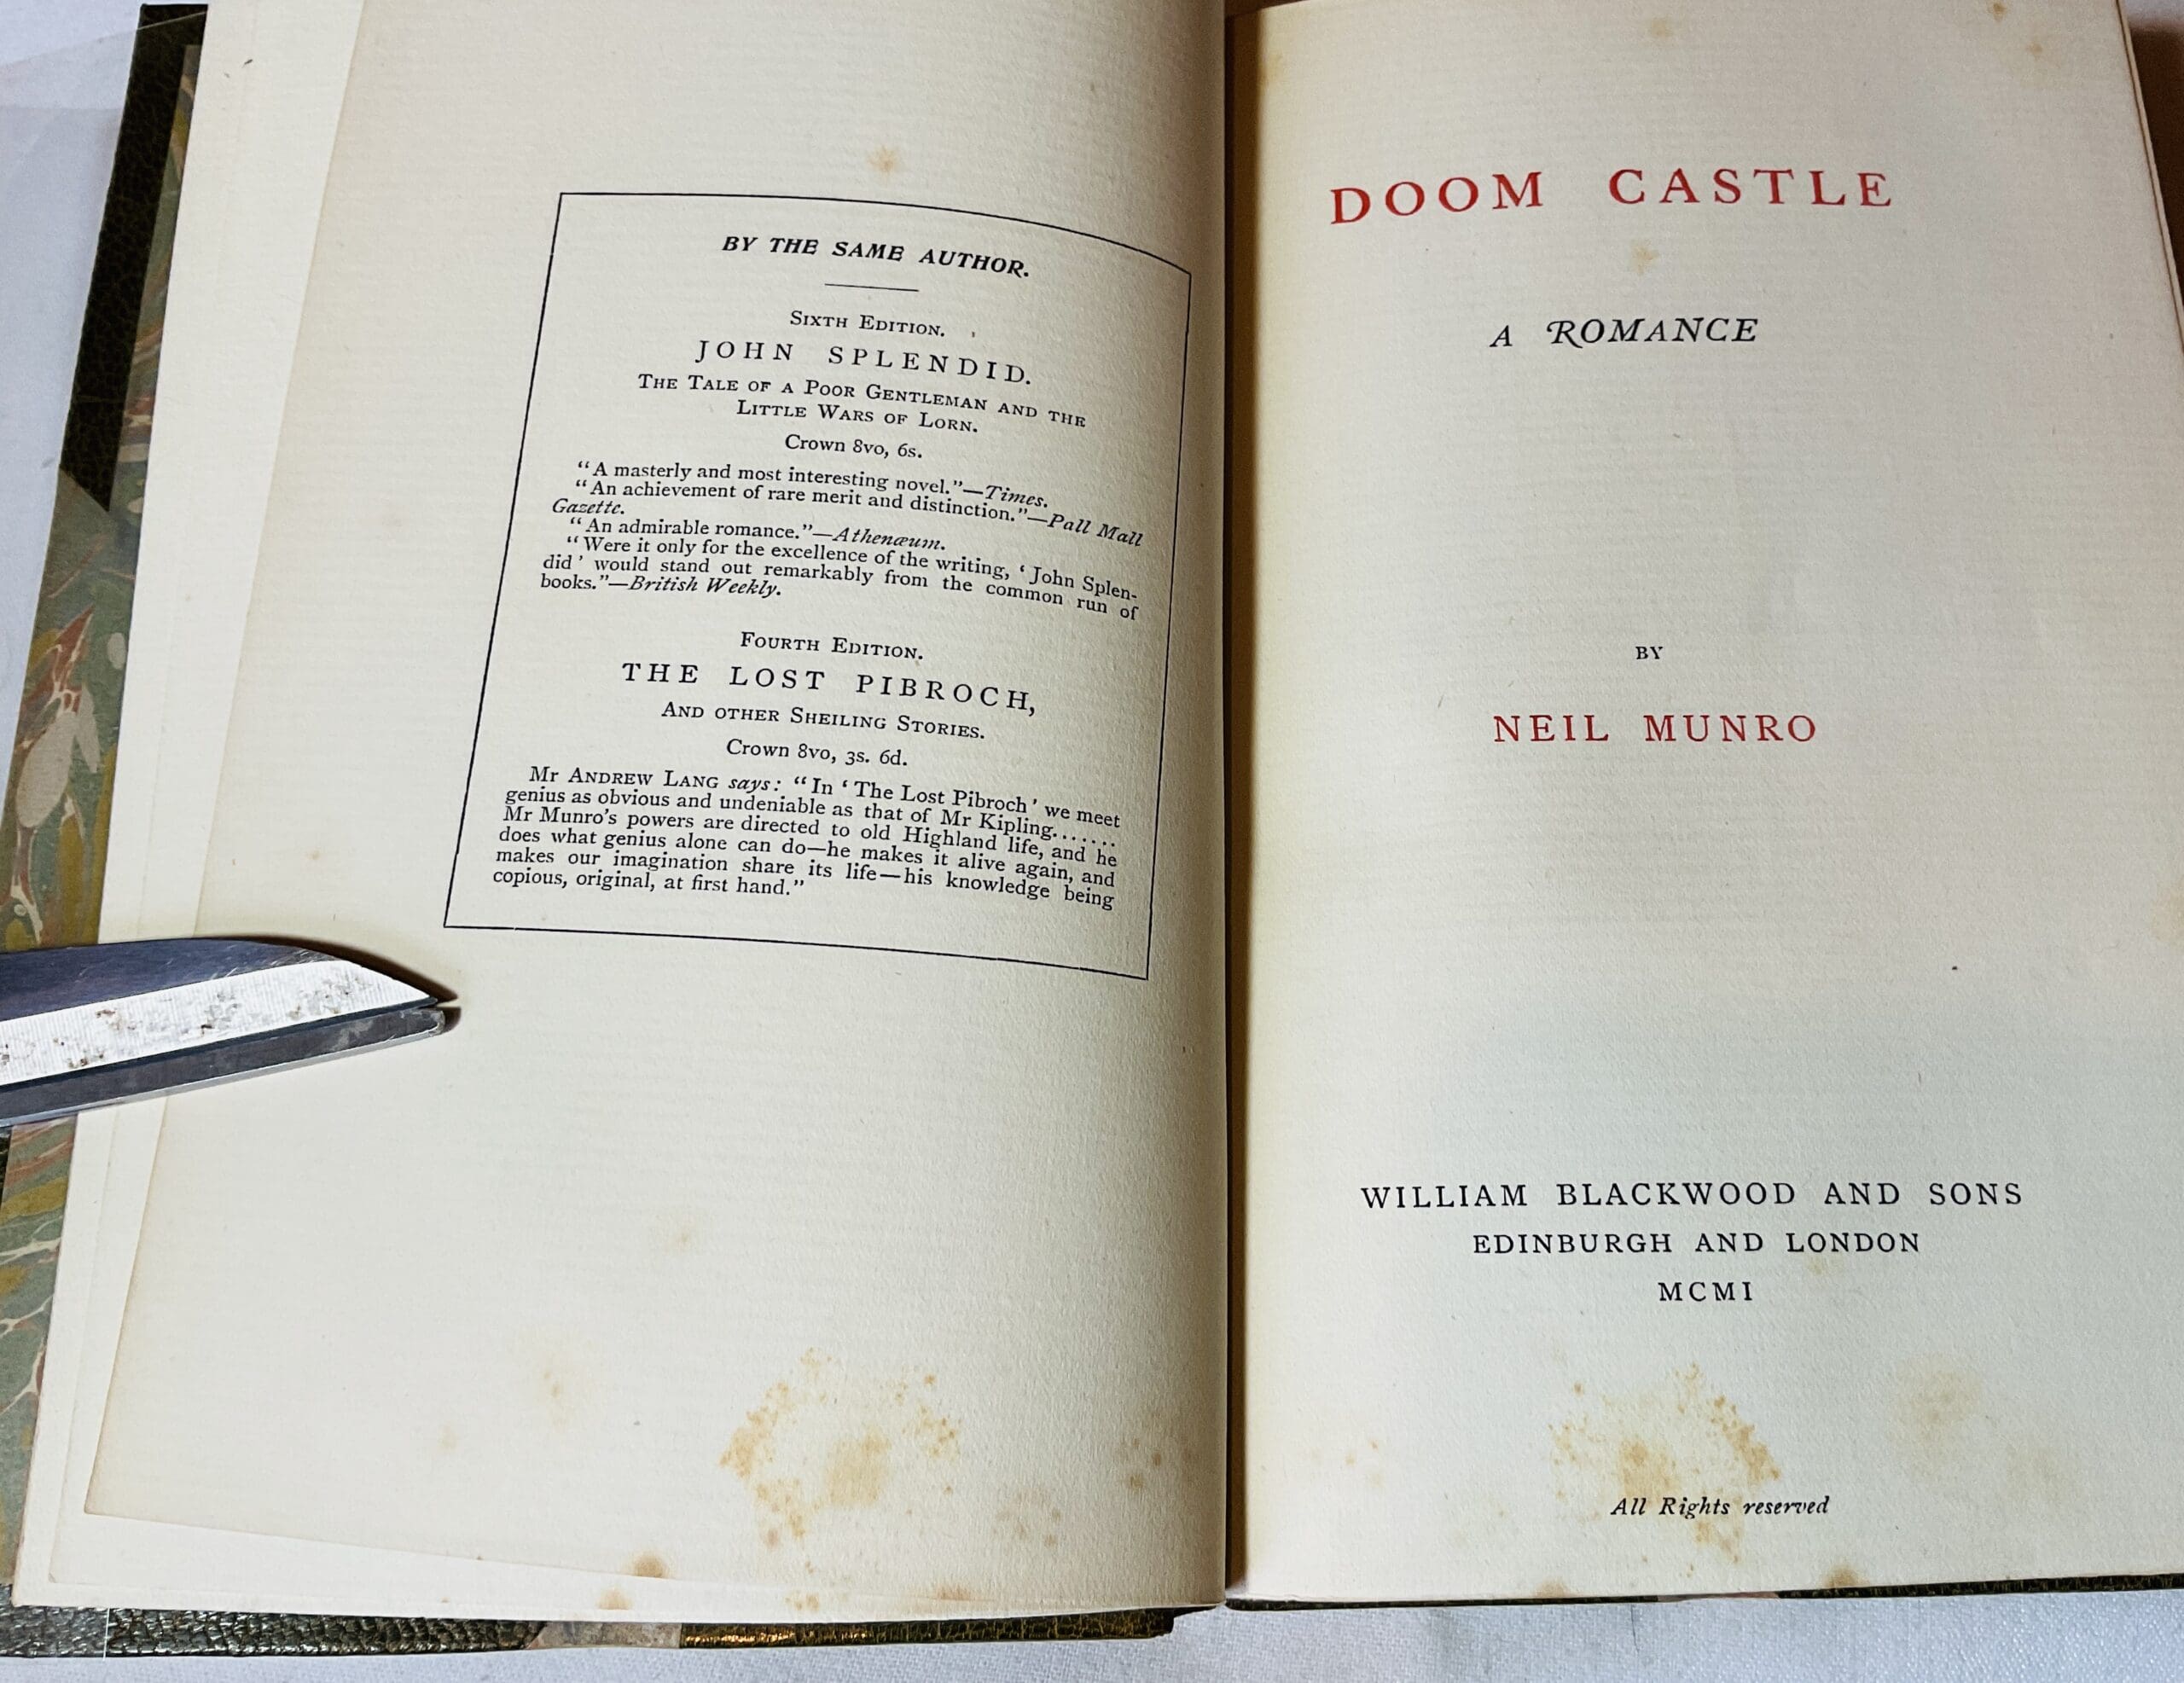 BY THE SAME AUTHOR.
SIXTH EDITION.
JOHN SPLENDID.
THE TALE OF A POOR GENTLEMAN AND THE
LITTLE WARS OF LORN.
Crown 8vo, 6s.
“A masterly and most interesting novel.”—Times.
“An achievement of rare merit and distinction.”—Pall Mall
Gazette.
“An admirable romance.”—Athenæum.
“Were it only for the excellence of the writing, ‘John Splen-
did’ would stand out remarkably from the common run of
books.”—British Weekly.
FOURTH EDITION.
THE LOST PIBROCH,
AND OTHER SHEILING STORIES.
Crown 8vo, 3s. 6d.
Mr ANDREW LANG says: “In ‘The Lost Pibroch’ we meet
genius as obvious and undeniable as that of Mr Kipling.......
Mr Munro’s powers are directed to old Highland life, and he
does what genius alone can do—he makes it alive again, and
makes our imagination share its life—his knowledge being
copious, original, at first hand.”
DOOM CASTLE
A ROMANCE
BY
NEIL MUNRO
WILLIAM BLACKWOOD AND SONS
EDINBURGH AND LONDON
MCMI
All Rights reserved